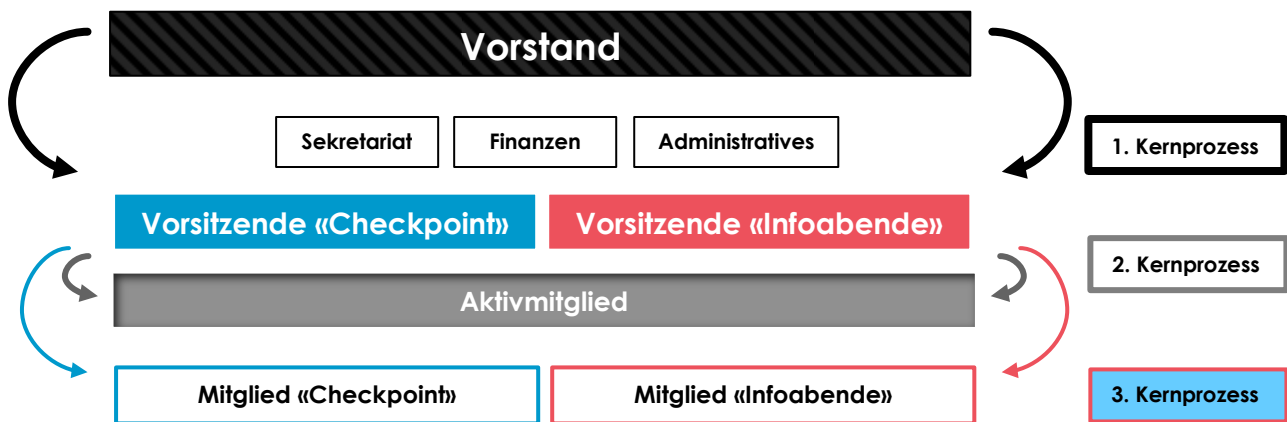 Vorstand
Sekretariat
Finanzen
Administratives
1. Kernprozess
Vorsitzende «Checkpoint»
Vorsitzende «Infoabende»
2. Kernprozess
Aktivmitglied
Mitglied «Checkpoint»
Mitglied «Infoabende»
3. Kernprozess